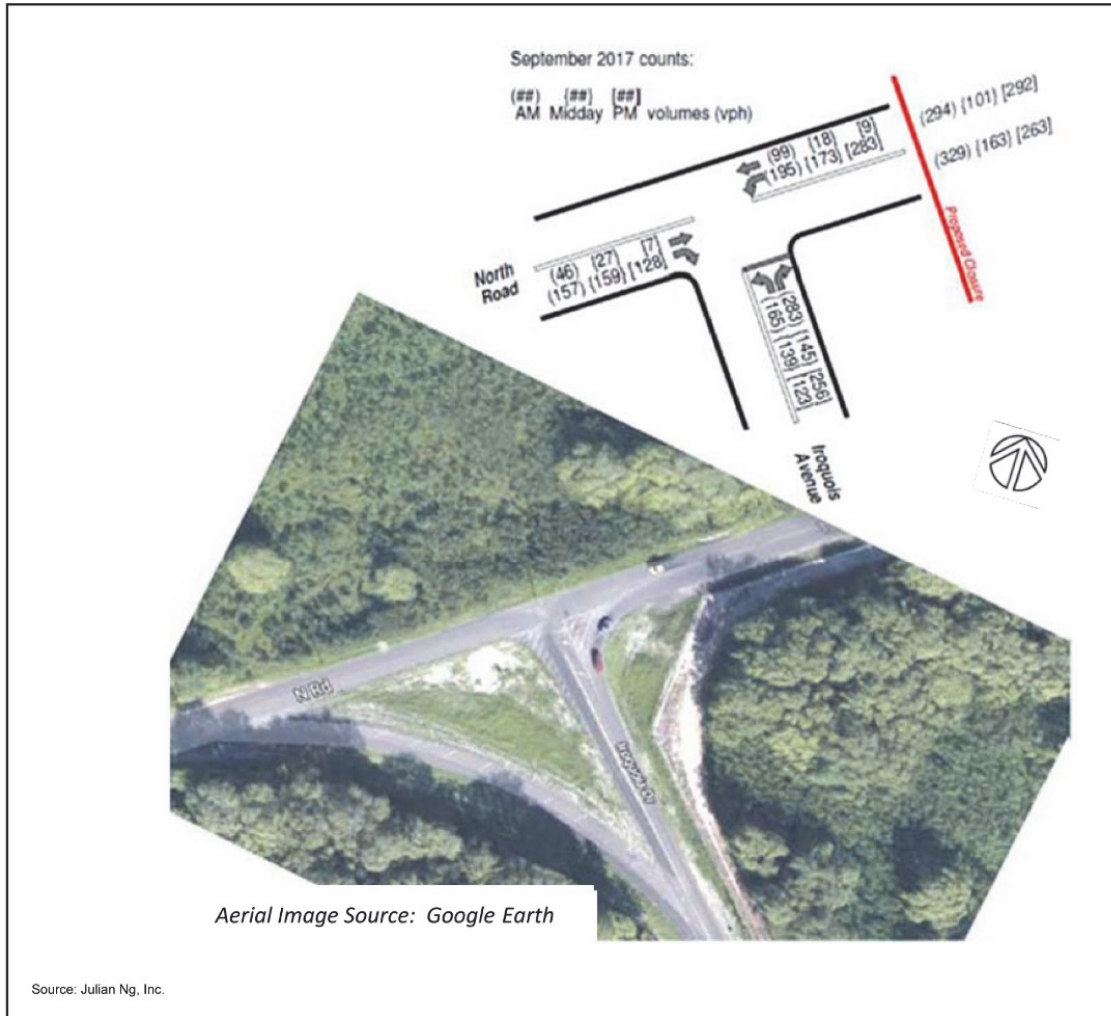 September 2017 counts:
(##) {##} [##]
AM Midday PM volumes (vph)
(294) {101} [292]
(329) {163} [263]
(99) {18} [9]
(195) {173} [283]
Proposed Closure
North
Road
(46) {27} [7]
(157) {159} [128]
(283) {145} [256]
(165) {139} [123]
Iroquois
Avenue
N Rd
Iroquois Dr
Aerial Image Source: Google Earth
Source: Julian Ng, Inc.